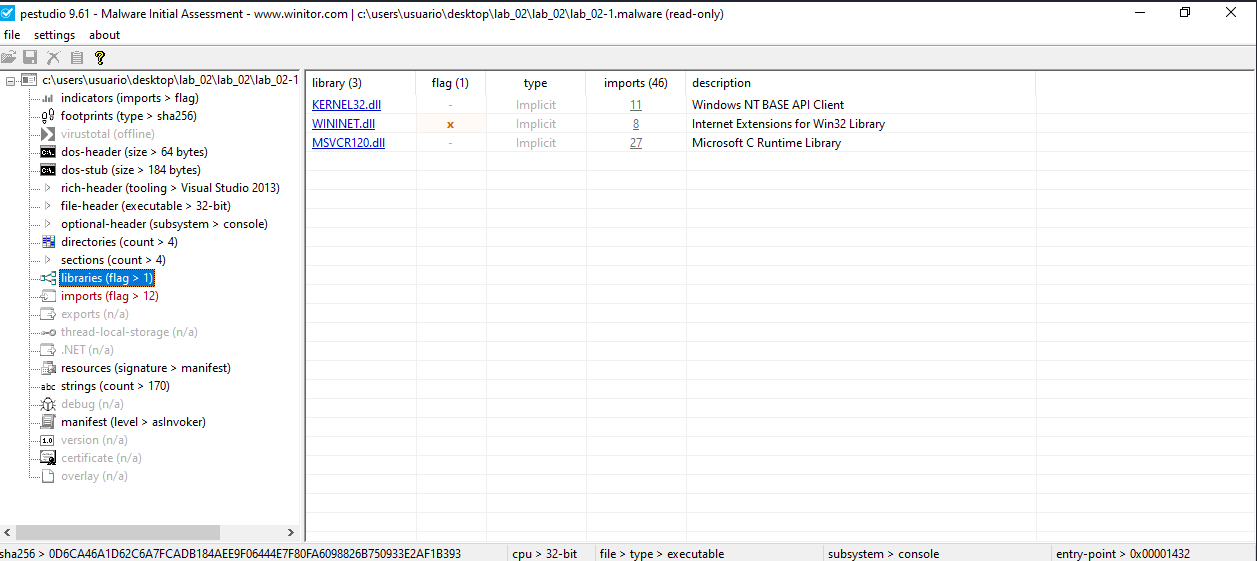 pestudio 9.61 - Malware Initial Assessment - www.winitor.com | c:\users\usuario\desktop\lab_02\lab_02\lab_02-1.malware (read-only)
file settings about
c:\users\usuario\desktop\lab_02\lab_02\lab_02-1
indicators (imports > flag)
footprints (type > sha256)
virustotal (offline)
dos-header (size > 64 bytes)
dos-stub (size > 184 bytes)
rich-header (tooling > Visual Studio 2013)
file-header (executable > 32-bit)
optional-header (subsystem > console)
directories (count > 4)
sections (count > 4)
libraries (flag > 1)
imports (flag > 12)
exports (n/a)
thread-local-storage (n/a)
.NET (n/a)
resources (signature > manifest)
abc strings (count > 170)
debug (n/a)
manifest (level > asInvoker)
1.0 version (n/a)
certificate (n/a)
overlay (n/a)
library (3) flag (1) type imports (46) description
KERNEL32.dll - Implicit 11 Windows NT BASE API Client
WININET.dll x Implicit 8 Internet Extensions for Win32 Library
MSVCR120.dll - Implicit 27 Microsoft C Runtime Library
sha256 > 0D6CA46A1D62C6A7FCADB184AEE9F06444E7F80FA6098826B750933E2AF1B393 cpu > 32-bit file > type > executable subsystem > console entry-point > 0x00001432